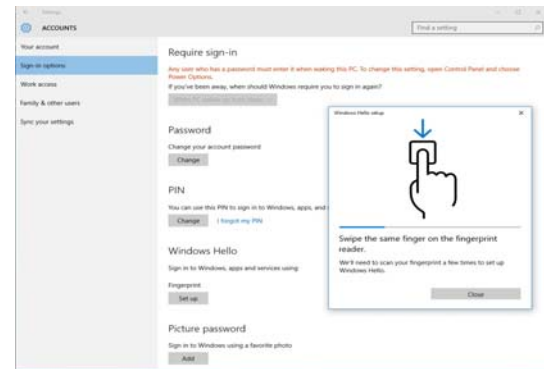 Settings
ACCOUNTS
Find a setting
Your account
Sign-in options
Work access
Family & other users
Sync your settings
Require sign-in
Any user who has a password must enter it when waking this PC. To change this setting, open Control Panel and choose
Power Options.
If you've been away, when should Windows require you to sign in again?
When PC wakes up from sleep
Password
Change your account password
Change
PIN
You can use this PIN to sign in to Windows, apps, and
Change I forgot my PIN
Windows Hello
Sign in to Windows, apps and services using
Fingerprint
Set up
Picture password
Sign in to Windows using a favorite photo
Add
Windows Hello setup
Swipe the same finger on the fingerprint
reader.
We'll need to scan your fingerprint a few times to set up
Windows Hello.
Close